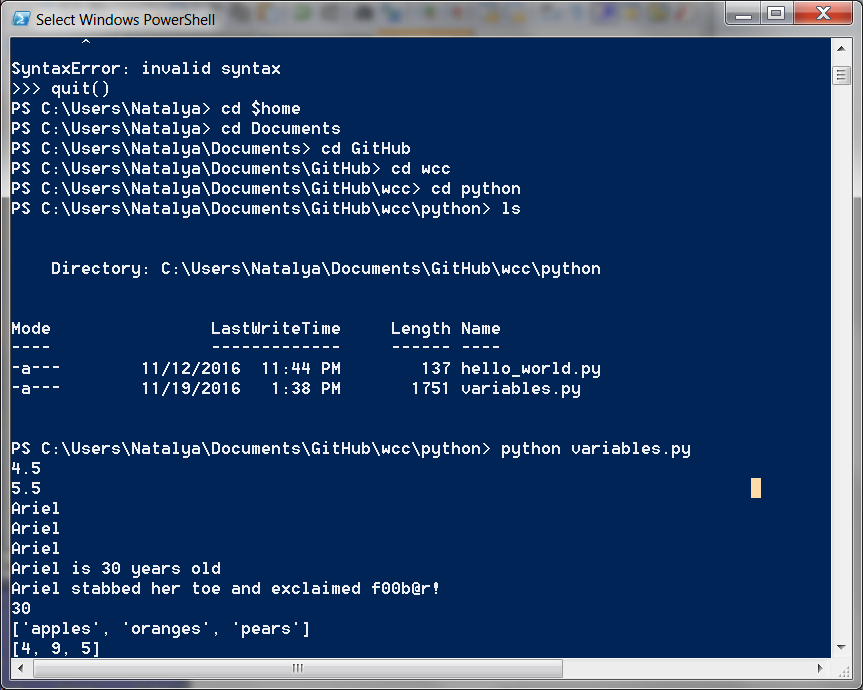 Select Windows PowerShell
^
SyntaxError: invalid syntax
>>> quit()
PS C:\Users\Natalya> cd $home
PS C:\Users\Natalya> cd Documents
PS C:\Users\Natalya\Documents> cd GitHub
PS C:\Users\Natalya\Documents\GitHub> cd wcc
PS C:\Users\Natalya\Documents\GitHub\wcc> cd python
PS C:\Users\Natalya\Documents\GitHub\wcc\python> ls
Directory: C:\Users\Natalya\Documents\GitHub\wcc\python
Mode LastWriteTime Length Name
---- ------------- ------ ----
-a--- 11/12/2016 11:44 PM 137 hello_world.py
-a--- 11/19/2016 1:38 PM 1751 variables.py
PS C:\Users\Natalya\Documents\GitHub\wcc\python> python variables.py
4.5
5.5
Ariel
Ariel
Ariel
Ariel is 30 years old
Ariel stabbed her toe and exclaimed f00b@r!
30
['apples', 'oranges', 'pears']
[4, 9, 5]